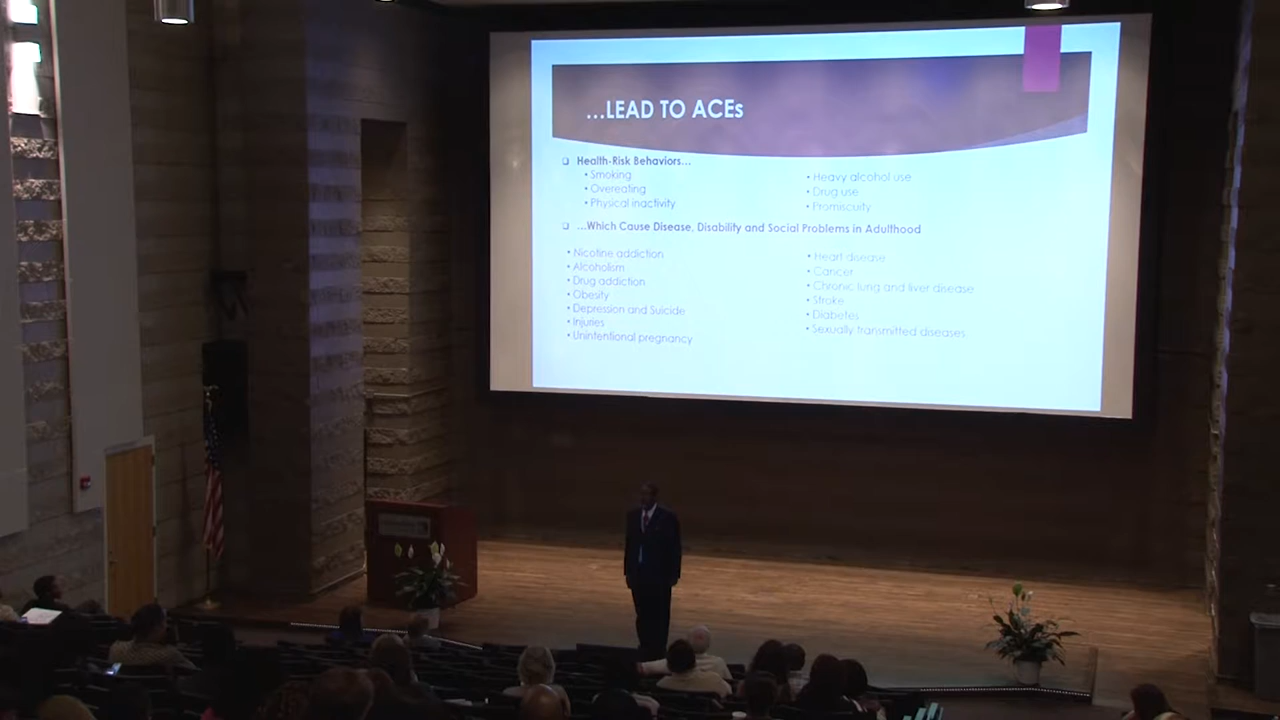 ...LEAD TO ACEs
❑ Health-Risk Behaviors...
• Smoking
• Overeating
• Physical inactivity
• Heavy alcohol use
• Drug use
• Promiscuity
❑ ...Which Cause Disease, Disability and Social Problems in Adulthood
• Nicotine addiction
• Alcoholism
• Drug addiction
• Obesity
• Depression and Suicide
• Injuries
• Unintentional pregnancy
• Heart disease
• Cancer
• Chronic lung and liver disease
• Stroke
• Diabetes
• Sexually transmitted diseases